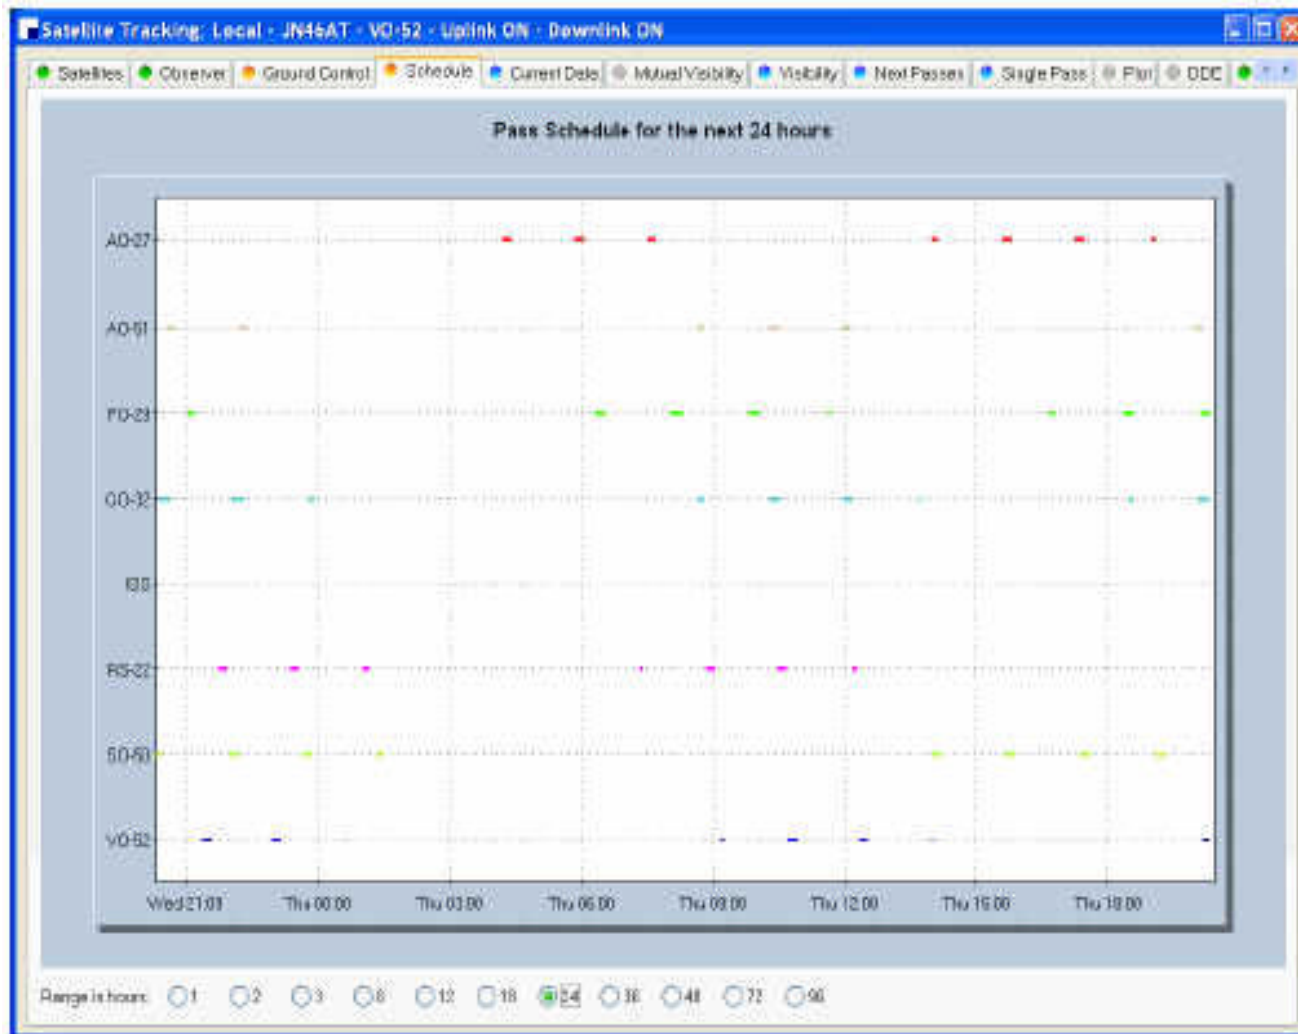 Satellite Tracking: Local - JN46AT - VO-52 - Uplink ON - Downlink ON
Satellites Observer Ground Control Schedule Current Data Mutual Visibility Visibility Next Passes Single Pass Plot DDE
Pass Schedule for the next 24 hours
AO-27
AO-51
FO-29
GO-32
ISS
RS-22
SO-50
VO-52
Wed 21:00 Thu 00:00 Thu 03:00 Thu 06:00 Thu 09:00 Thu 12:00 Thu 15:00 Thu 18:00
Range in hours 1 2 3 6 12 18 24 36 48 72 96